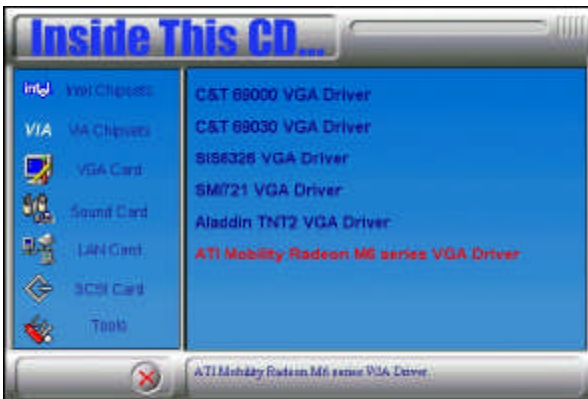 Inside This CD...
intel Intel Chipsets
VIA VIA Chipsets
VGA Card
Sound Card
LAN Card
SCSI Card
Tools
C&T 69000 VGA Driver
C&T 69030 VGA Driver
SIS6326 VGA Driver
SMI721 VGA Driver
Aladdin TNT2 VGA Driver
ATI Mobility Radeon M6 series VGA Driver
ATI Mobility Radeon M6 series VGA Driver